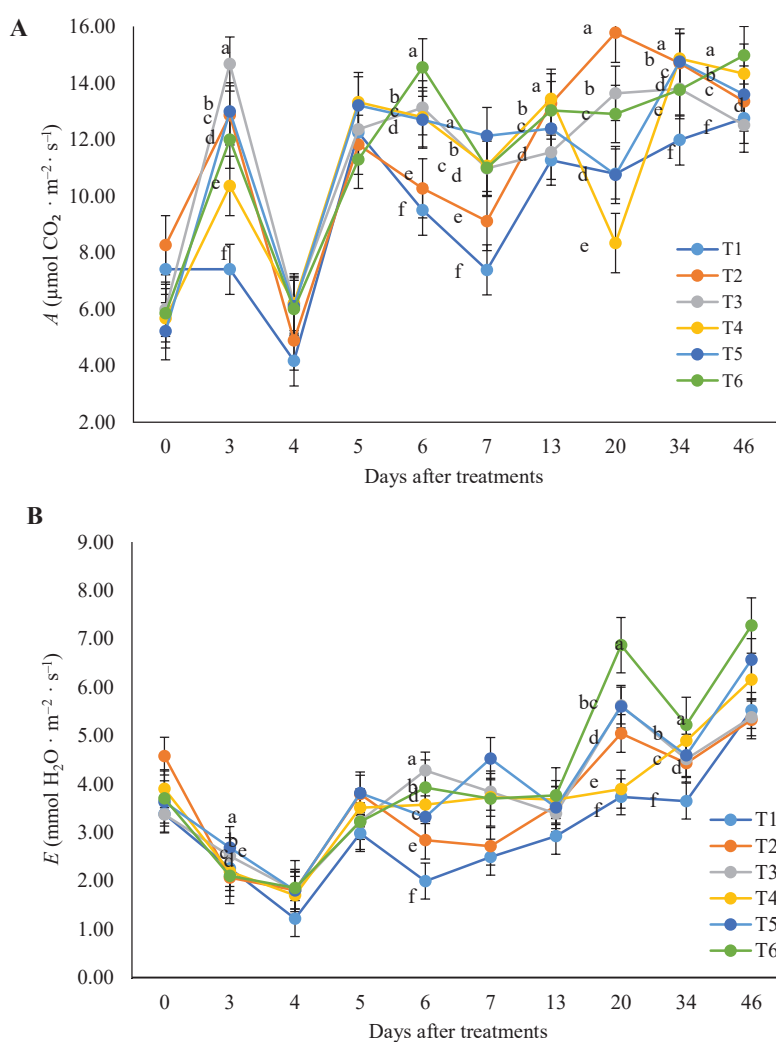 A
16.00
14.00
12.00
10.00
8.00
6.00
4.00
2.00
A (µmol CO₂ · m⁻² · s⁻¹)
a
b
c
d
e
f
a
b
c
d
e
f
a
b
c
d
e
f
a
b
c
d
a
b
c
d
e
a
b
c
d
e
f
a
b
c
d
f
T1
T2
T3
T4
T5
T6
0 3 4 5 6 7 13 20 34 46
Days after treatments
B
9.00
8.00
7.00
6.00
5.00
4.00
3.00
2.00
1.00
0.00
E (mmol H₂O · m⁻² · s⁻¹)
a
b
c e
d
a
b
d
c
e
f
a
bc
d
e
f
a
b
c
d
f
T1
T2
T3
T4
T5
T6
0 3 4 5 6 7 13 20 34 46
Days after treatments